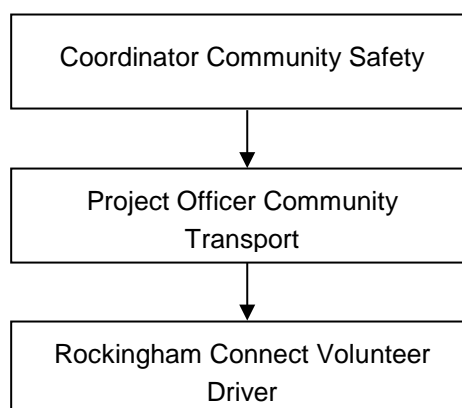 Coordinator Community Safety
Project Officer Community
Transport
Rockingham Connect Volunteer
Driver